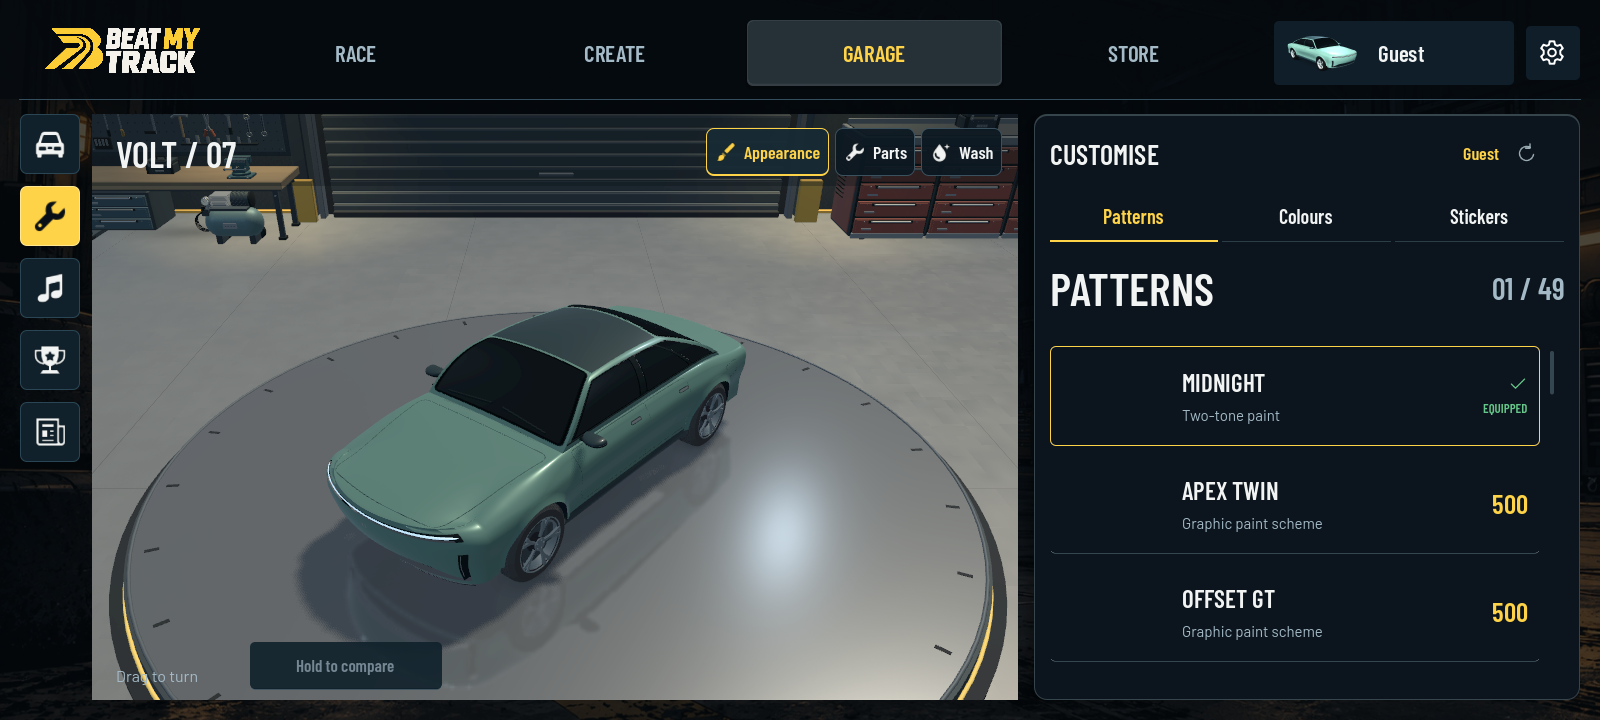 BEAT MY
TRACK
RACE
CREATE
GARAGE
STORE
Guest
VOLT / 07
Appearance
Parts
Wash
CUSTOMISE
Guest
Patterns
Colours
Stickers
PATTERNS
01 / 49
MIDNIGHT
Two-tone paint
EQUIPPED
APEX TWIN
Graphic paint scheme
500
OFFSET GT
Graphic paint scheme
500
Drag to turn
Hold to compare